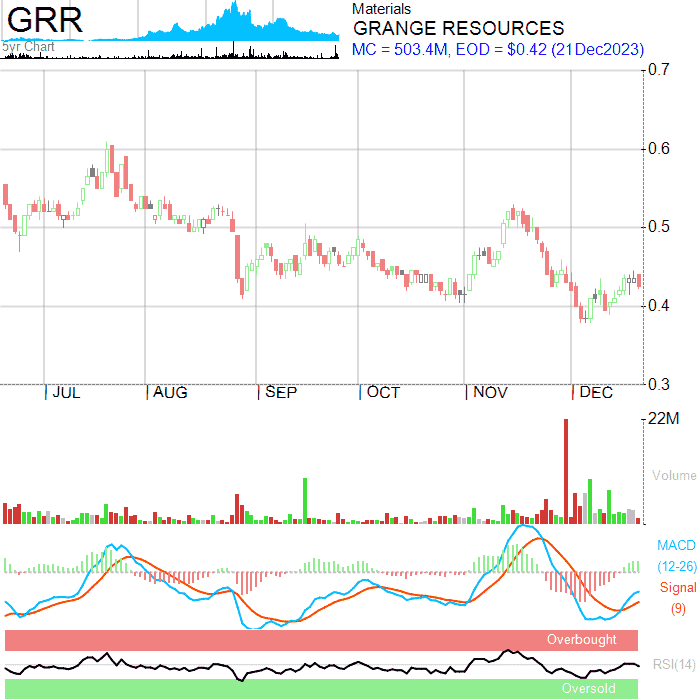 GRR
5yr Chart
Materials
GRANGE RESOURCES
MC = 503.4M, EOD = $0.42 (21Dec2023)
0.7
0.6
0.5
0.4
0.3
JUL AUG SEP OCT NOV DEC
22M
Volume
MACD
(12-26)
Signal
(9)
Overbought
RSI(14)
Oversold